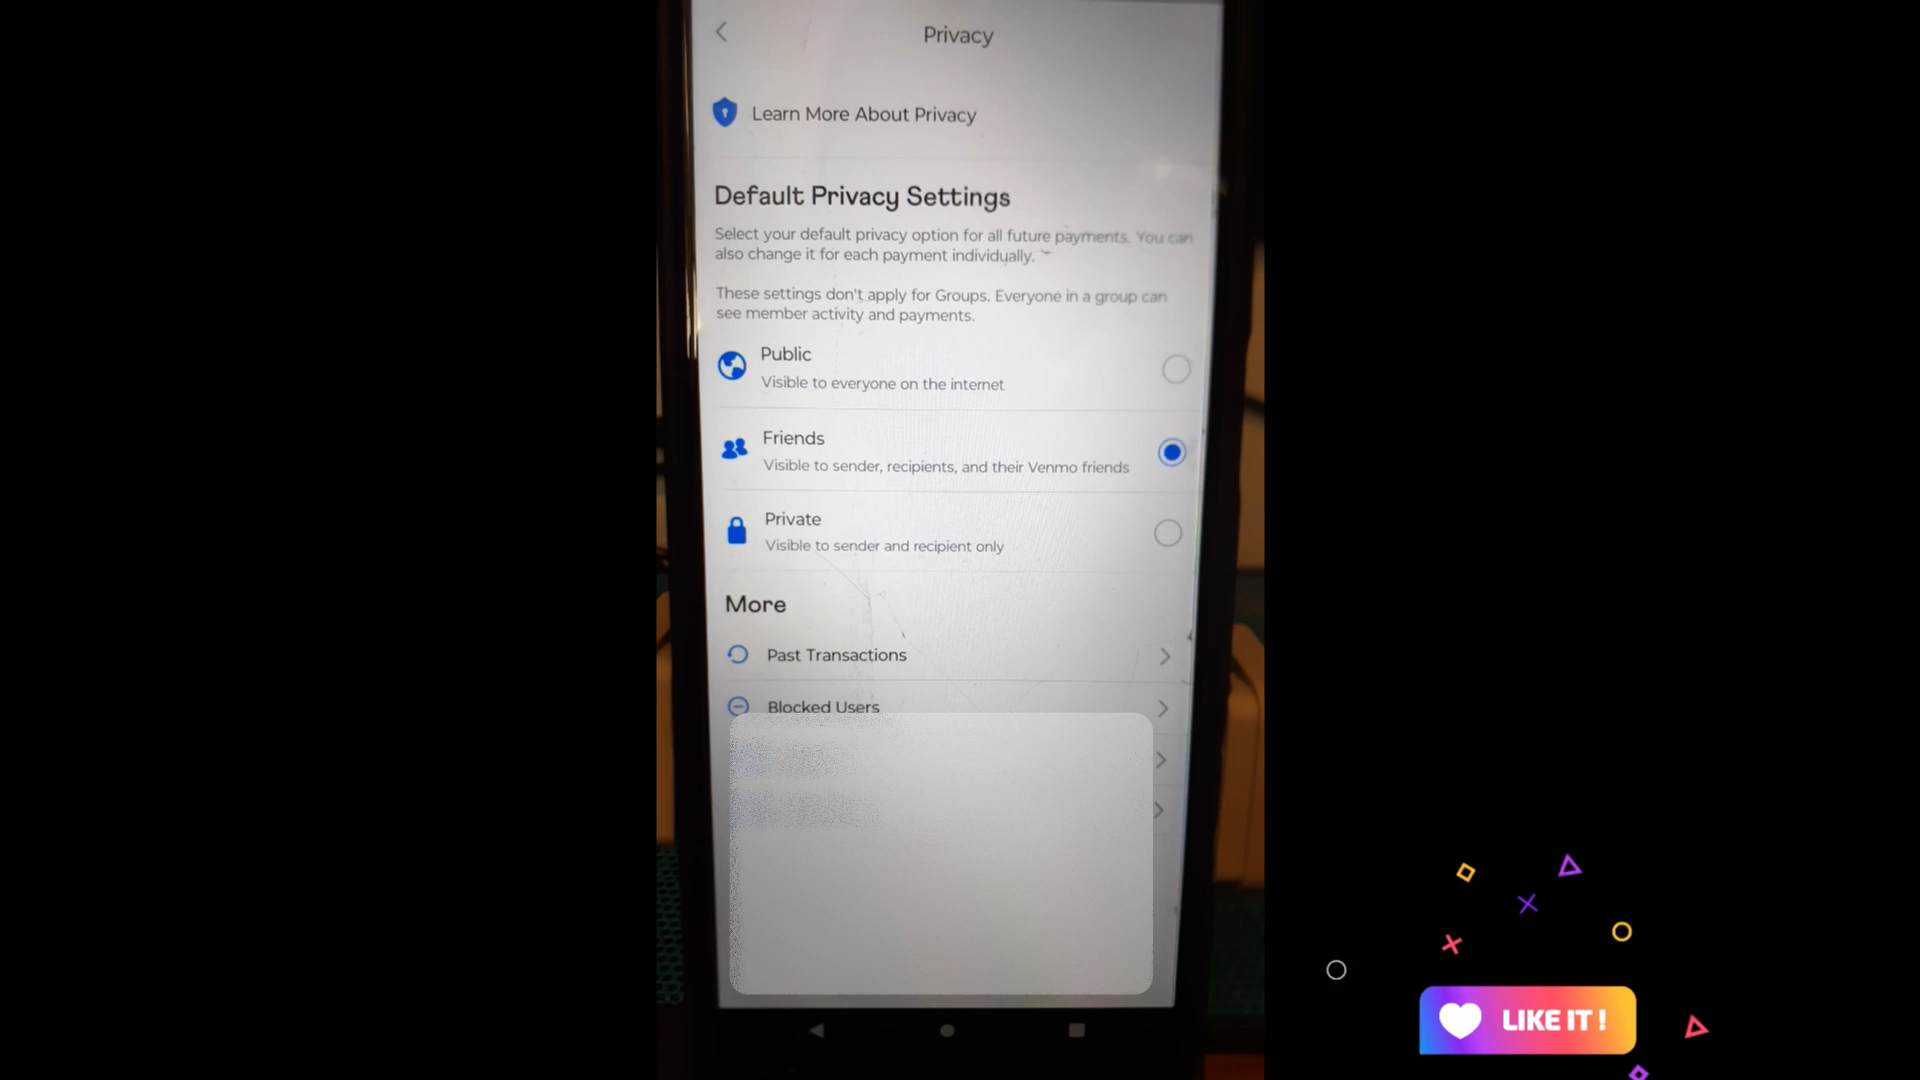 Privacy
Learn More About Privacy
Default Privacy Settings
Select your default privacy option for all future payments. You can
also change it for each payment individually.
These settings don't apply for Groups. Everyone in a group can
see member activity and payments.
Public
Visible to everyone on the internet
Friends
Visible to sender, recipients, and their Venmo friends
Private
Visible to sender and recipient only
More
Past Transactions
Blocked Users
LIKE IT !